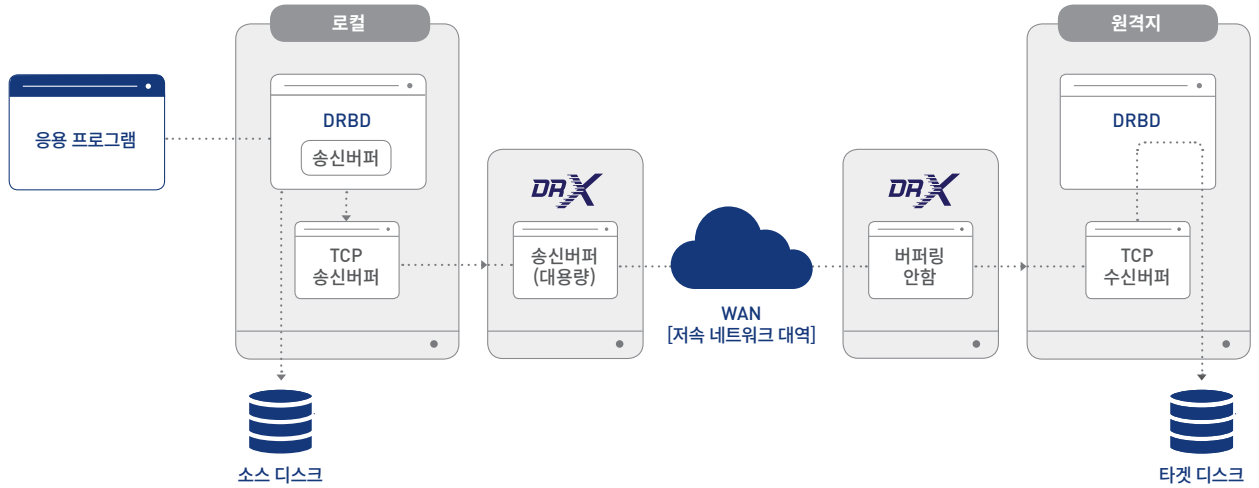 로컬
원격지
응용 프로그램
DRBD
송신버퍼
DRBD
DRX
DRX
TCP
송신버퍼
송신버퍼
(대용량)
버퍼링
안함
TCP
수신버퍼
WAN
[저속 네트워크 대역]
소스 디스크
타겟 디스크